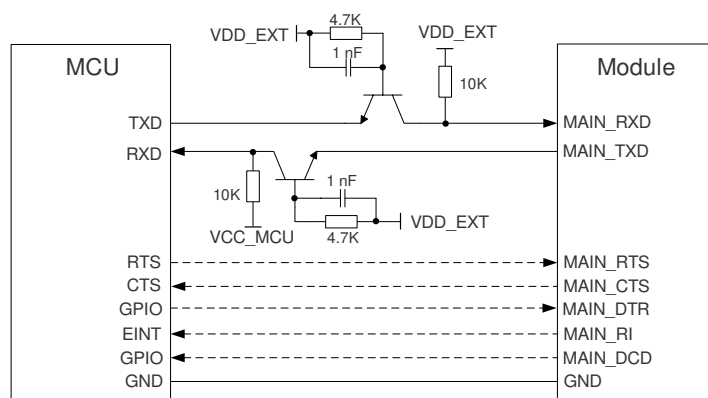 4.7K
VDD_EXT
VDD_EXT
1 nF
MCU
Module
10K
TXD
MAIN_RXD
RXD
MAIN_TXD
1 nF
10K
VDD_EXT
VCC_MCU
4.7K
RTS
MAIN_RTS
CTS
MAIN_CTS
GPIO
MAIN_DTR
EINT
MAIN_RI
GPIO
MAIN_DCD
GND
GND